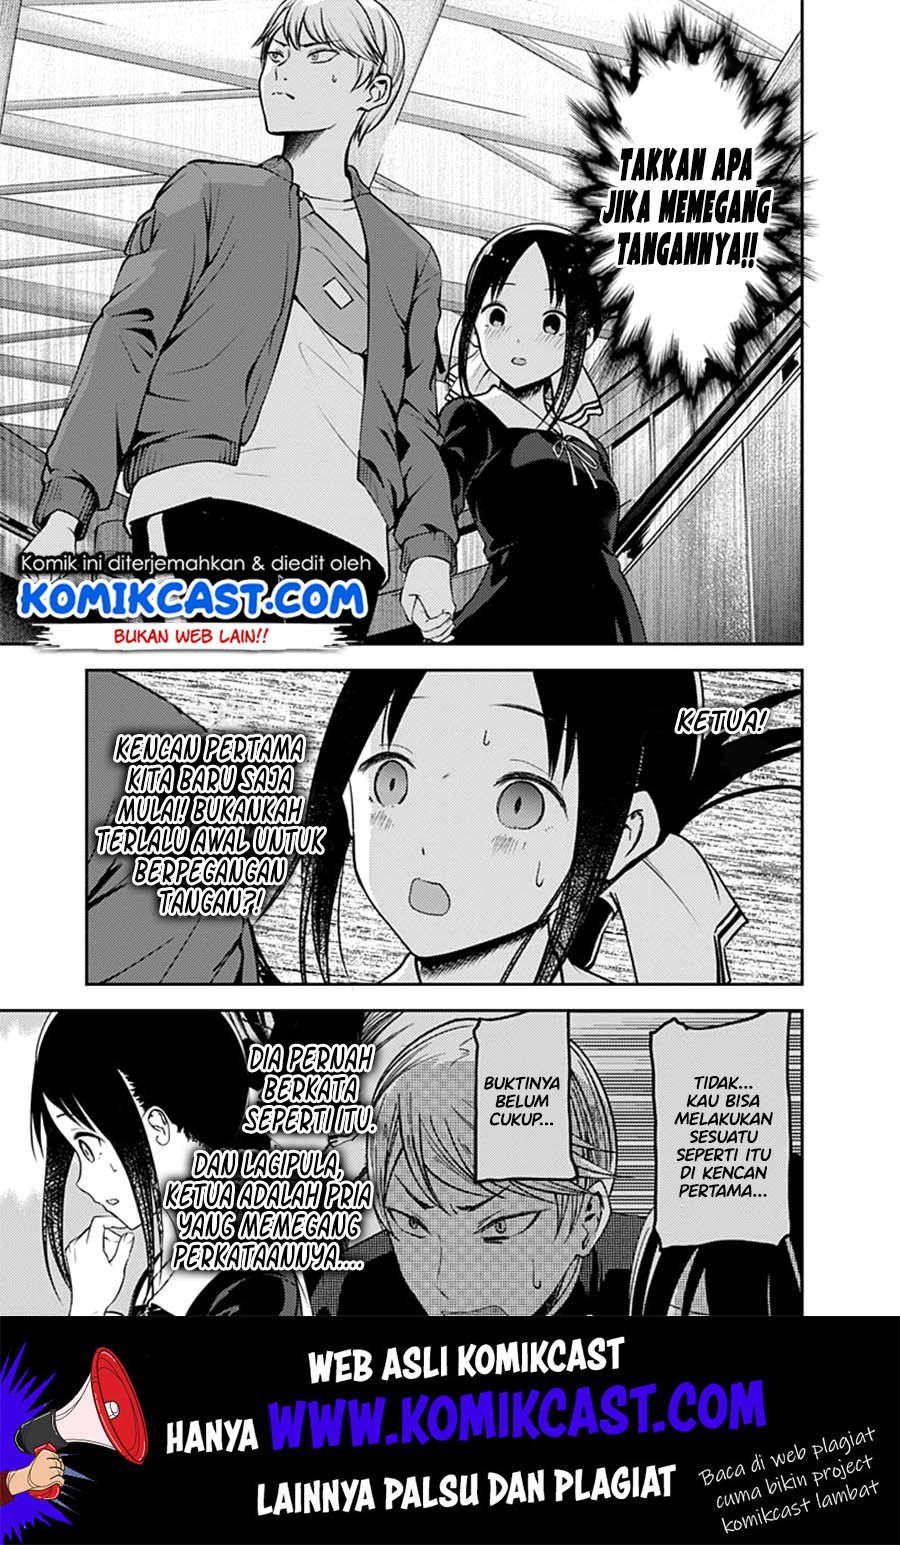 TAKKAN APA
JIKA MEMEGANG
TANGANNYA!!
Komik ini diterjemahkan & diedit oleh
KOMIKCAST.COM
BUKAN WEB LAIN!!
KETUA!
KENCAN PERTAMA
KITA BARU SAJA
MULAI! BUKANKAH
TERLALU AWAL UNTUK
BERPEGANGAN
TANGAN?!
TIDAK...
KAU BISA
MELAKUKAN
SESUATU
SEPERTI ITU
DI KENCAN
PERTAMA...
BUKTINYA
BELUM
CUKUP...
DIA PERNAH
BERKATA
SEPERTI ITU.
DAN LAGIPULA,
KETUA ADALAH PRIA
YANG MEMEGANG
PERKATAANNYA....
WEB ASLI KOMIKCAST
HANYA WWW.KOMIKCAST.COM
LAINNYA PALSU DAN PLAGIAT
Baca di web plagiat
cuma bikin project
komikcast lambat